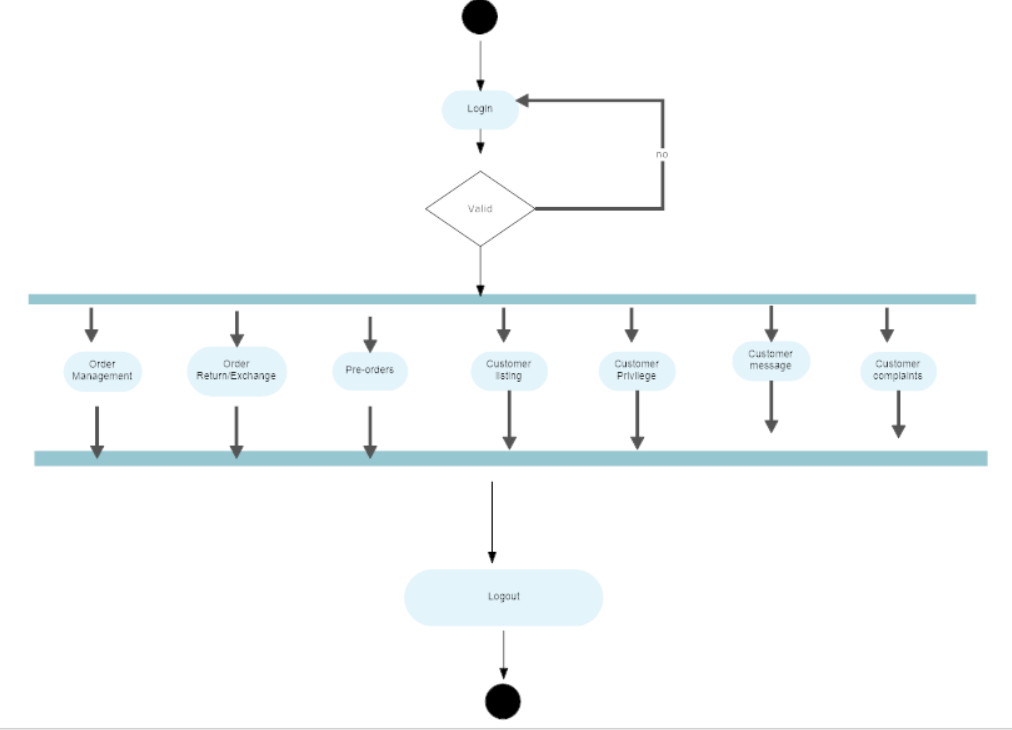 Login
no
Valid
Order
Management
Order
Return/Exchange
Pre-orders
Customer
listing
Customer
Privilege
Customer
message
Customer
complaints
Logout